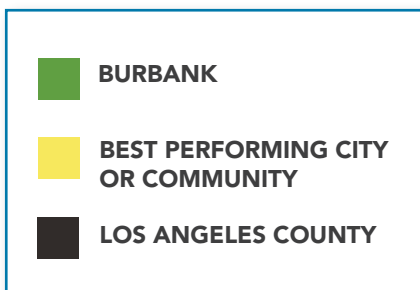 BURBANK
BEST PERFORMING CITY
OR COMMUNITY
LOS ANGELES COUNTY